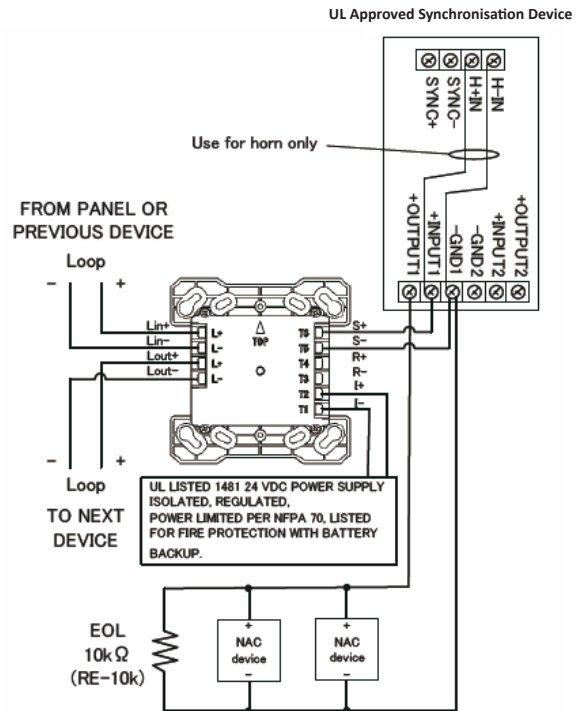 UL Approved Synchronisation Device
SYNC+
SYNC-
H+IN
H-IN
Use for horn only
+OUTPUT1
+INPUT1
-GND1
-GND2
+INPUT2
+OUTPUT2
FROM PANEL OR
PREVIOUS DEVICE
Loop
- +
Lin+
Lin-
Lout+
Lout-
L+
L-
L+
L-
TOP
T6
T5
T4
T3
T2
T1
S+
S-
R+
R-
I+
I-
- +
Loop
TO NEXT
DEVICE
UL LISTED 1481 24 VDC POWER SUPPLY
ISOLATED, REGULATED,
POWER LIMITED PER NFPA 70, LISTED
FOR FIRE PROTECTION WITH BATTERY
BACKUP.
EOL
10kΩ
(RE-10k)
+
NAC
device
-
+
NAC
device
-